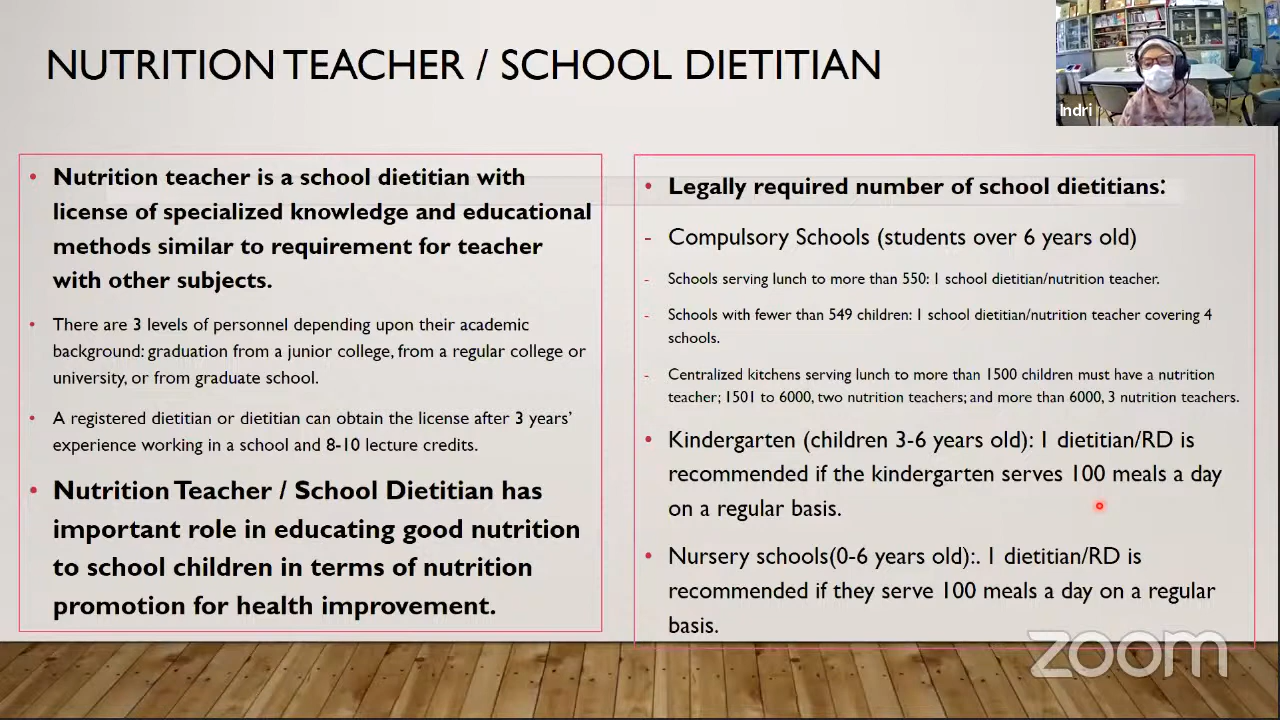 NUTRITION TEACHER / SCHOOL DIETITIAN
Indri
• Nutrition teacher is a school dietitian with
license of specialized knowledge and educational
methods similar to requirement for teacher
with other subjects.
• There are 3 levels of personnel depending upon their academic
background: graduation from a junior college, from a regular college or
university, or from graduate school.
• A registered dietitian or dietitian can obtain the license after 3 years’
experience working in a school and 8-10 lecture credits.
• Nutrition Teacher / School Dietitian has
important role in educating good nutrition
to school children in terms of nutrition
promotion for health improvement.
• Legally required number of school dietitians:
- Compulsory Schools (students over 6 years old)
- Schools serving lunch to more than 550: 1 school dietitian/nutrition teacher.
- Schools with fewer than 549 children: 1 school dietitian/nutrition teacher covering 4
schools.
- Centralized kitchens serving lunch to more than 1500 children must have a nutrition
teacher; 1501 to 6000, two nutrition teachers; and more than 6000, 3 nutrition teachers.
• Kindergarten (children 3-6 years old): 1 dietitian/RD is
recommended if the kindergarten serves 100 meals a day
on a regular basis.
• Nursery schools(0-6 years old):. 1 dietitian/RD is
recommended if they serve 100 meals a day on a regular
basis.
zoom